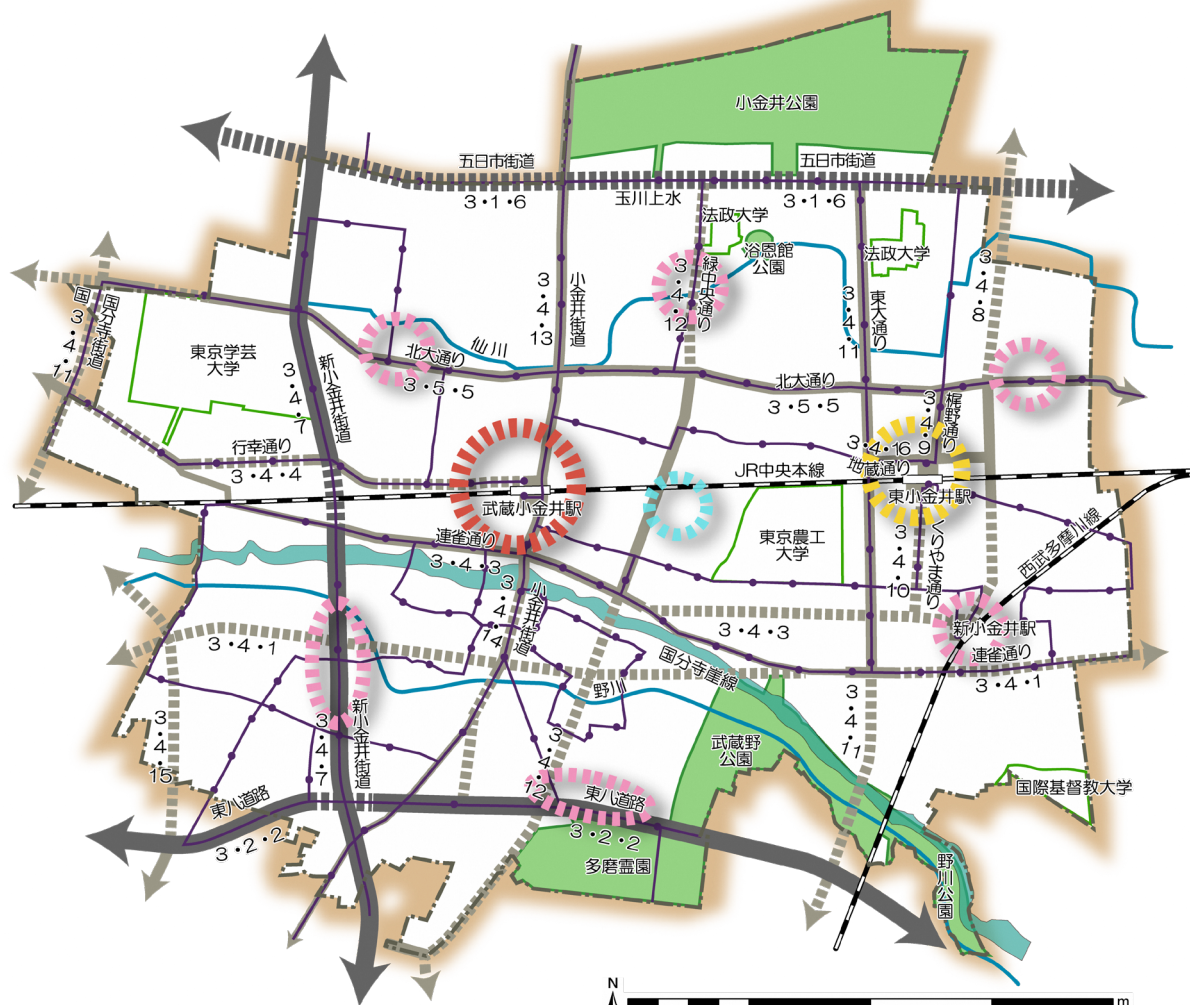 小金井公園
五日市街道
五日市街道
3・1・6
玉川上水
3・1・6
法政大学
浴恩館
公園
法政大学
緑中央通り
3・4・12
3・4・8
国分寺街道
国3・4・11
東京学芸
大学
新小金井街道
3・4・7
仙川
北大通り
3・5・5
3・4・13
小金井街道
3・4・11
東大通り
北大通り
3・5・5
梶野通り
3・4・9
3・4・16
地蔵通り
行幸通り
3・4・4
JR中央本線
武蔵小金井駅
東小金井駅
東京農工
大学
西武多摩川線
連雀通り
3・4・3
くりやま通り
3・4・10
3・4・14
小金井街道
3・4・3
新小金井駅
連雀通り
3・4・1
3・4・1
国分寺崖線
野川
3・4・11
3・4・15
3・4・7
新小金井街道
3・4・12
武蔵野
公園
国際基督教大学
東八道路
3・2・2
東八道路
3・2・2
多磨霊園
野川公園
N
m